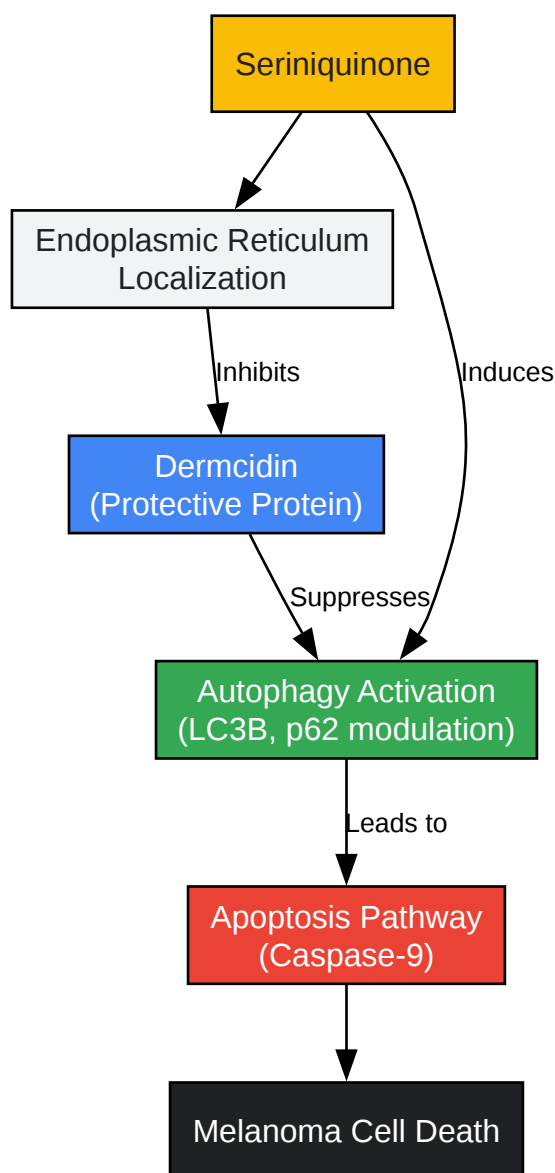 Seriniquinone
Endoplasmic Reticulum
Localization
Inhibits
Induces
Dermcidin
(Protective Protein)
Suppresses
Autophagy Activation
(LC3B, p62 modulation)
Leads to
Apoptosis Pathway
(Caspase-9)
Melanoma Cell Death